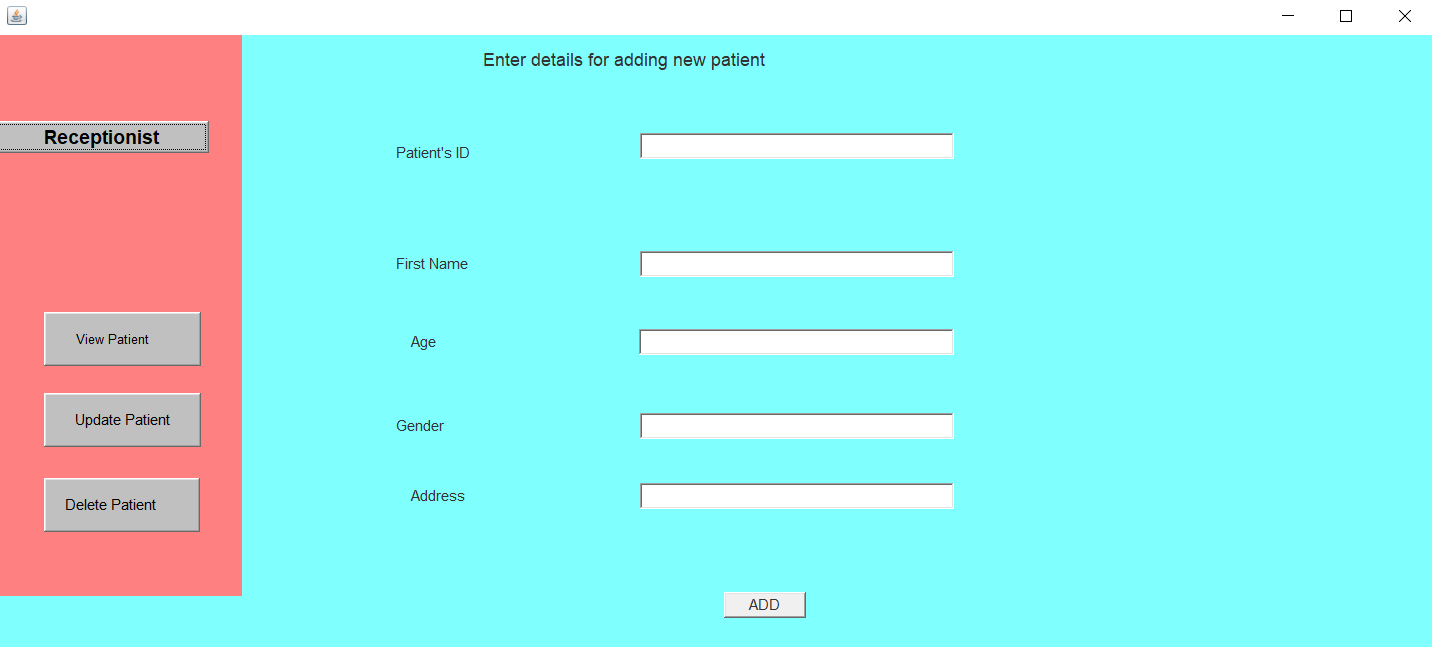 Enter details for adding new patient
Receptionist
Patient's ID
First Name
View Patient
Age
Update Patient
Gender
Delete Patient
Address
ADD